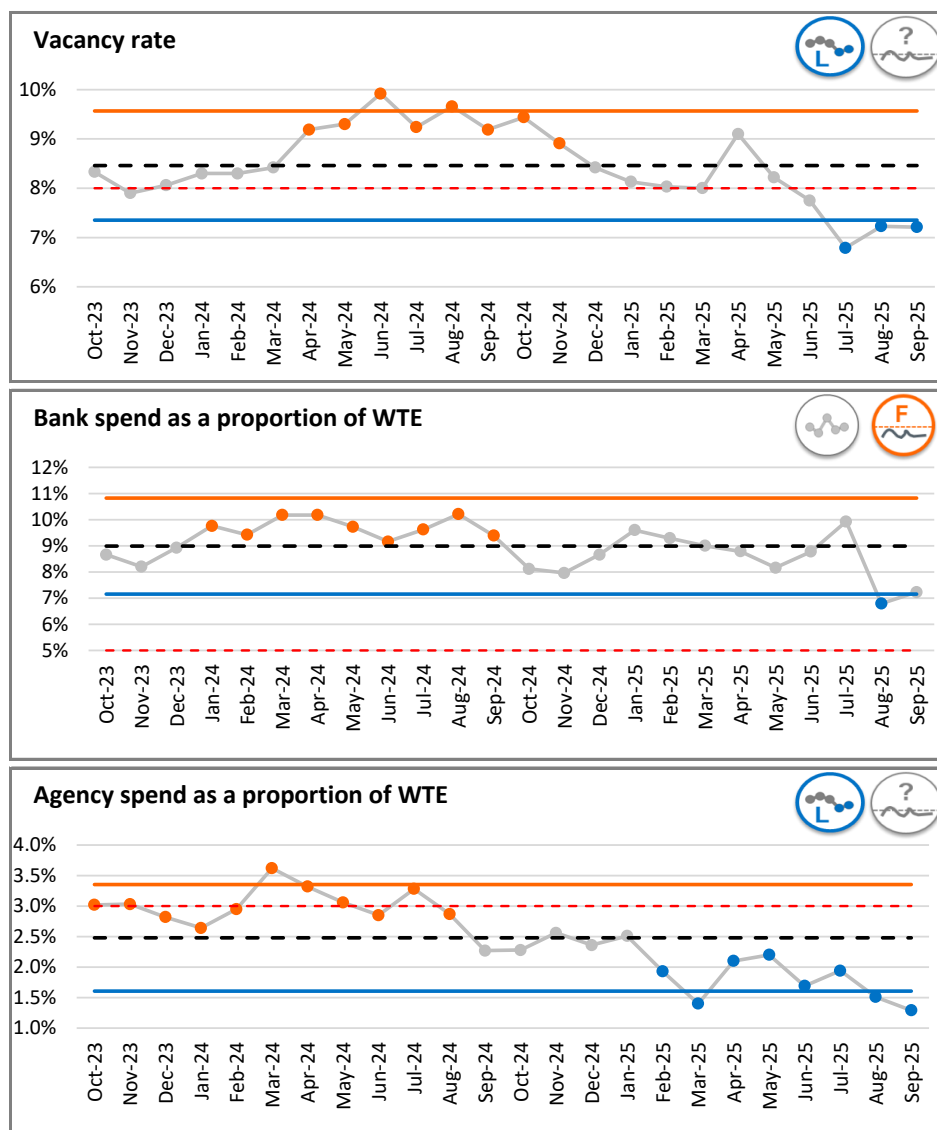 Vacancy rate
L
?
10%
9%
8%
7%
6%
Oct-23
Nov-23
Dec-23
Jan-24
Feb-24
Mar-24
Apr-24
May-24
Jun-24
Jul-24
Aug-24
Sep-24
Oct-24
Nov-24
Dec-24
Jan-25
Feb-25
Mar-25
Apr-25
May-25
Jun-25
Jul-25
Aug-25
Sep-25
Bank spend as a proportion of WTE
F
12%
11%
10%
9%
8%
7%
6%
5%
Oct-23
Nov-23
Dec-23
Jan-24
Feb-24
Mar-24
Apr-24
May-24
Jun-24
Jul-24
Aug-24
Sep-24
Oct-24
Nov-24
Dec-24
Jan-25
Feb-25
Mar-25
Apr-25
May-25
Jun-25
Jul-25
Aug-25
Sep-25
Agency spend as a proportion of WTE
L
?
4.0%
3.5%
3.0%
2.5%
2.0%
1.5%
1.0%
Oct-23
Nov-23
Dec-23
Jan-24
Feb-24
Mar-24
Apr-24
May-24
Jun-24
Jul-24
Aug-24
Sep-24
Oct-24
Nov-24
Dec-24
Jan-25
Feb-25
Mar-25
Apr-25
May-25
Jun-25
Jul-25
Aug-25
Sep-25